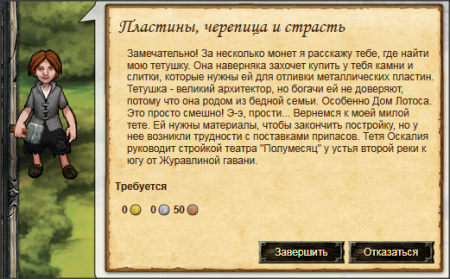 Пластины, черепица и страсть
Замечательно! За несколько монет я расскажу тебе, где найти
мою тетушку. Она наверняка захочет купить у тебя камни и
слитки, которые нужны ей для отливки металлических пластин.
Тетушка - великий архитектор, но богачи ей не доверяют,
потому что она родом из бедной семьи. Особенно Дом Лотоса.
Это просто смешно! Э-э, прости... Вернемся к моей милой
тете. Ей нужны материалы, чтобы закончить постройку, но у
нее возникли трудности с поставками припасов. Тетя Оскалия
руководит стройкой театра "Полумесяц" у устья второй реки к
югу от Журавлиной гавани.
Требуется
0 0 50
Завершить Отказаться